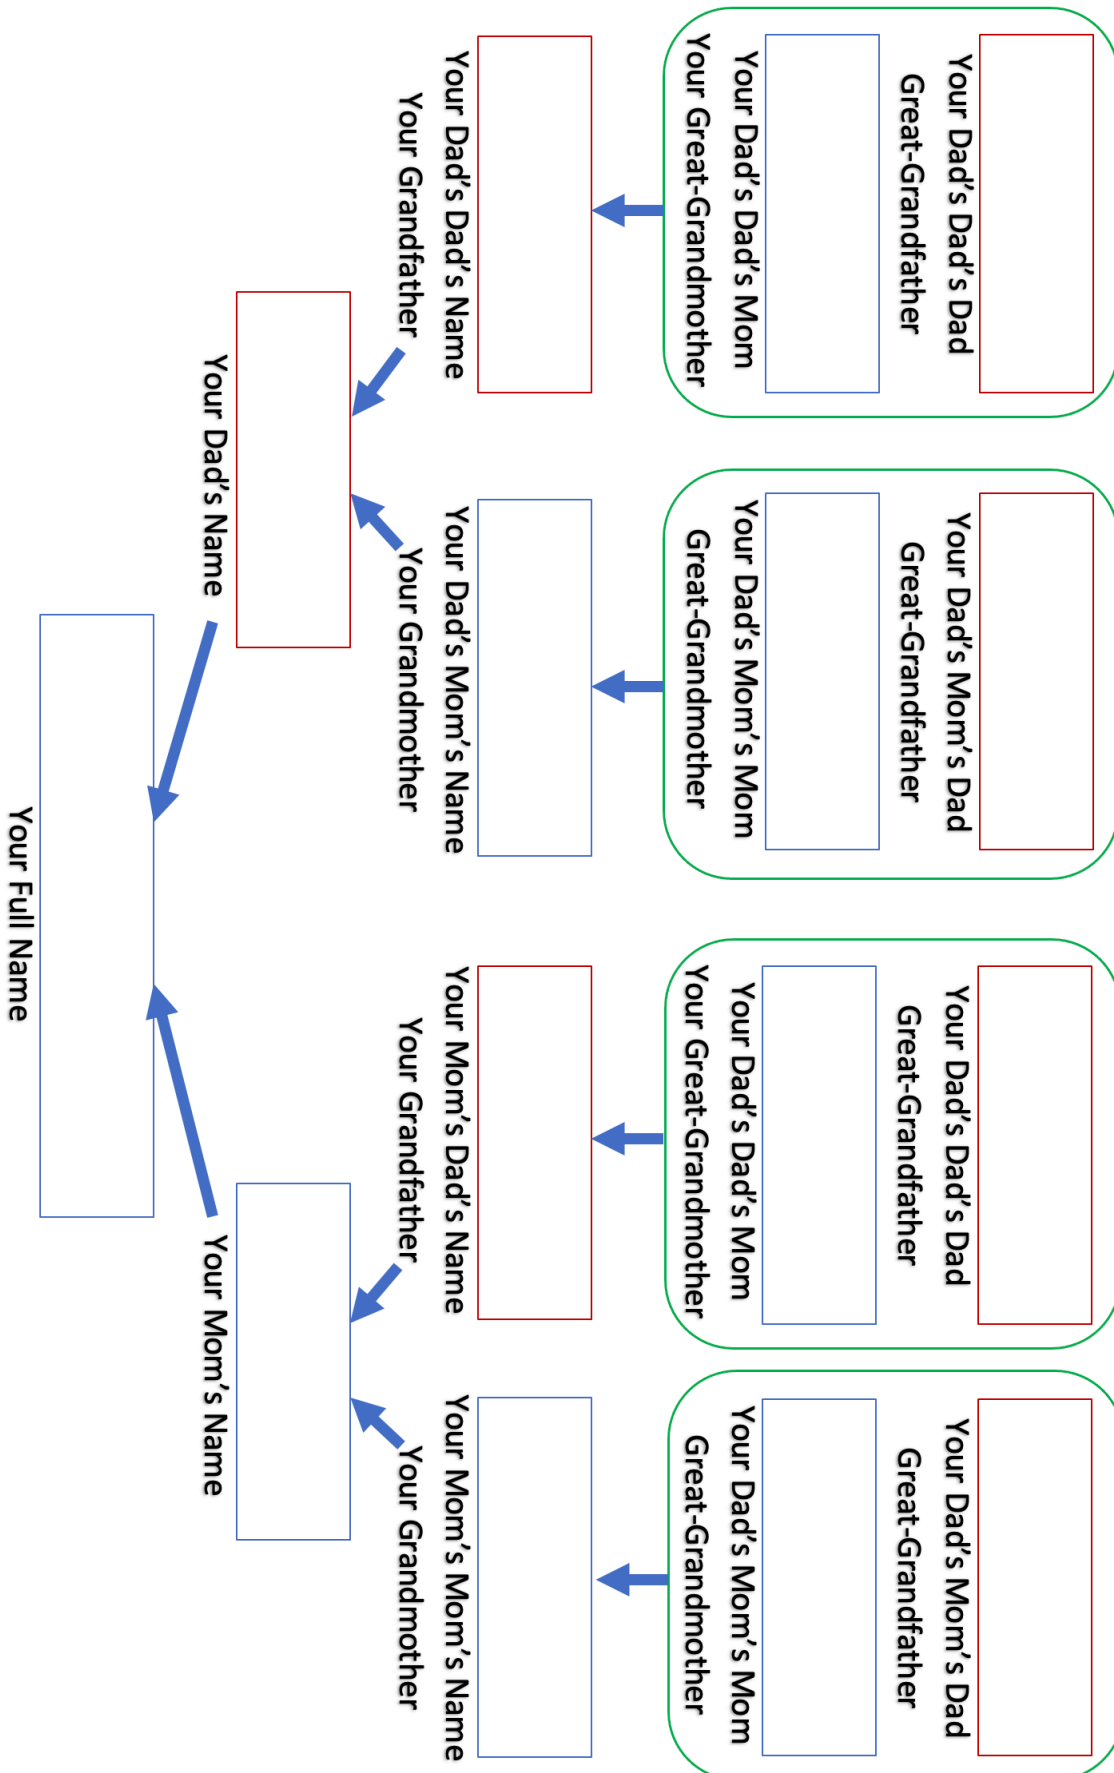 Your Dad's Dad's Dad
Great-Grandfather
Your Dad's Dad's Mom
Your Great-Grandmother
Your Dad's Mom's Dad
Great-Grandfather
Your Dad's Mom's Mom
Great-Grandmother
Your Dad's Dad's Dad
Great-Grandfather
Your Dad's Dad's Mom
Your Great-Grandmother
Your Dad's Mom's Dad
Great-Grandfather
Your Dad's Mom's Mom
Great-Grandmother
Your Dad's Dad's Name
Your Grandfather
Your Dad's Mom's Name
Your Grandmother
Your Mom's Dad's Name
Your Grandfather
Your Mom's Mom's Name
Your Grandmother
Your Dad's Name
Your Mom's Name
Your Full Name